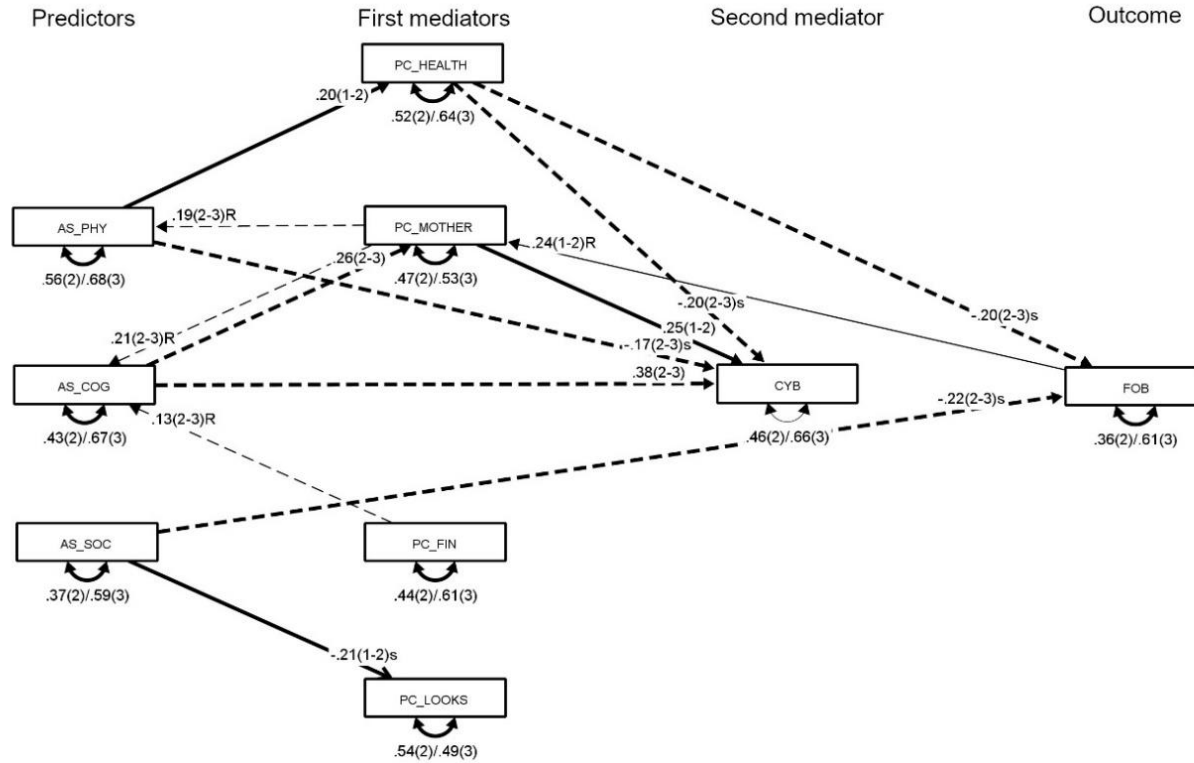 Predictors First mediators Second mediator Outcome
PC_HEALTH
.20(1-2)
.52(2)/.64(3)
AS_PHY
.19(2-3)R
PC_MOTHER
.24(1-2)R
.56(2)/.68(3)
.26(2-3)
.47(2)/.53(3)
-.20(2-3)s
-.20(2-3)s
.25(1-2)
.21(2-3)R
-.17(2-3)s
AS_COG
.38(2-3)
CYB
FOB
.43(2)/.67(3)
.13(2-3)R
-.22(2-3)s
.46(2)/.66(3)
.36(2)/.61(3)
AS_SOC
PC_FIN
.37(2)/.59(3)
.44(2)/.61(3)
-.21(1-2)s
PC_LOOKS
.54(2)/.49(3)